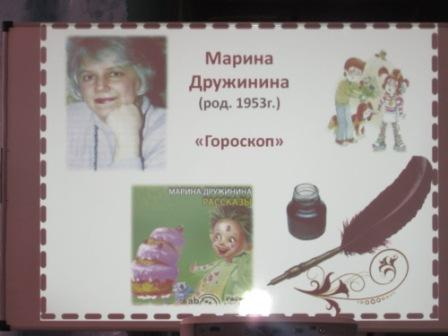 Марина
Дружинина
(род. 1953г.)
«Гороскоп»
МАРИНА ДРУЖИНИНА
РАССКАЗЫ